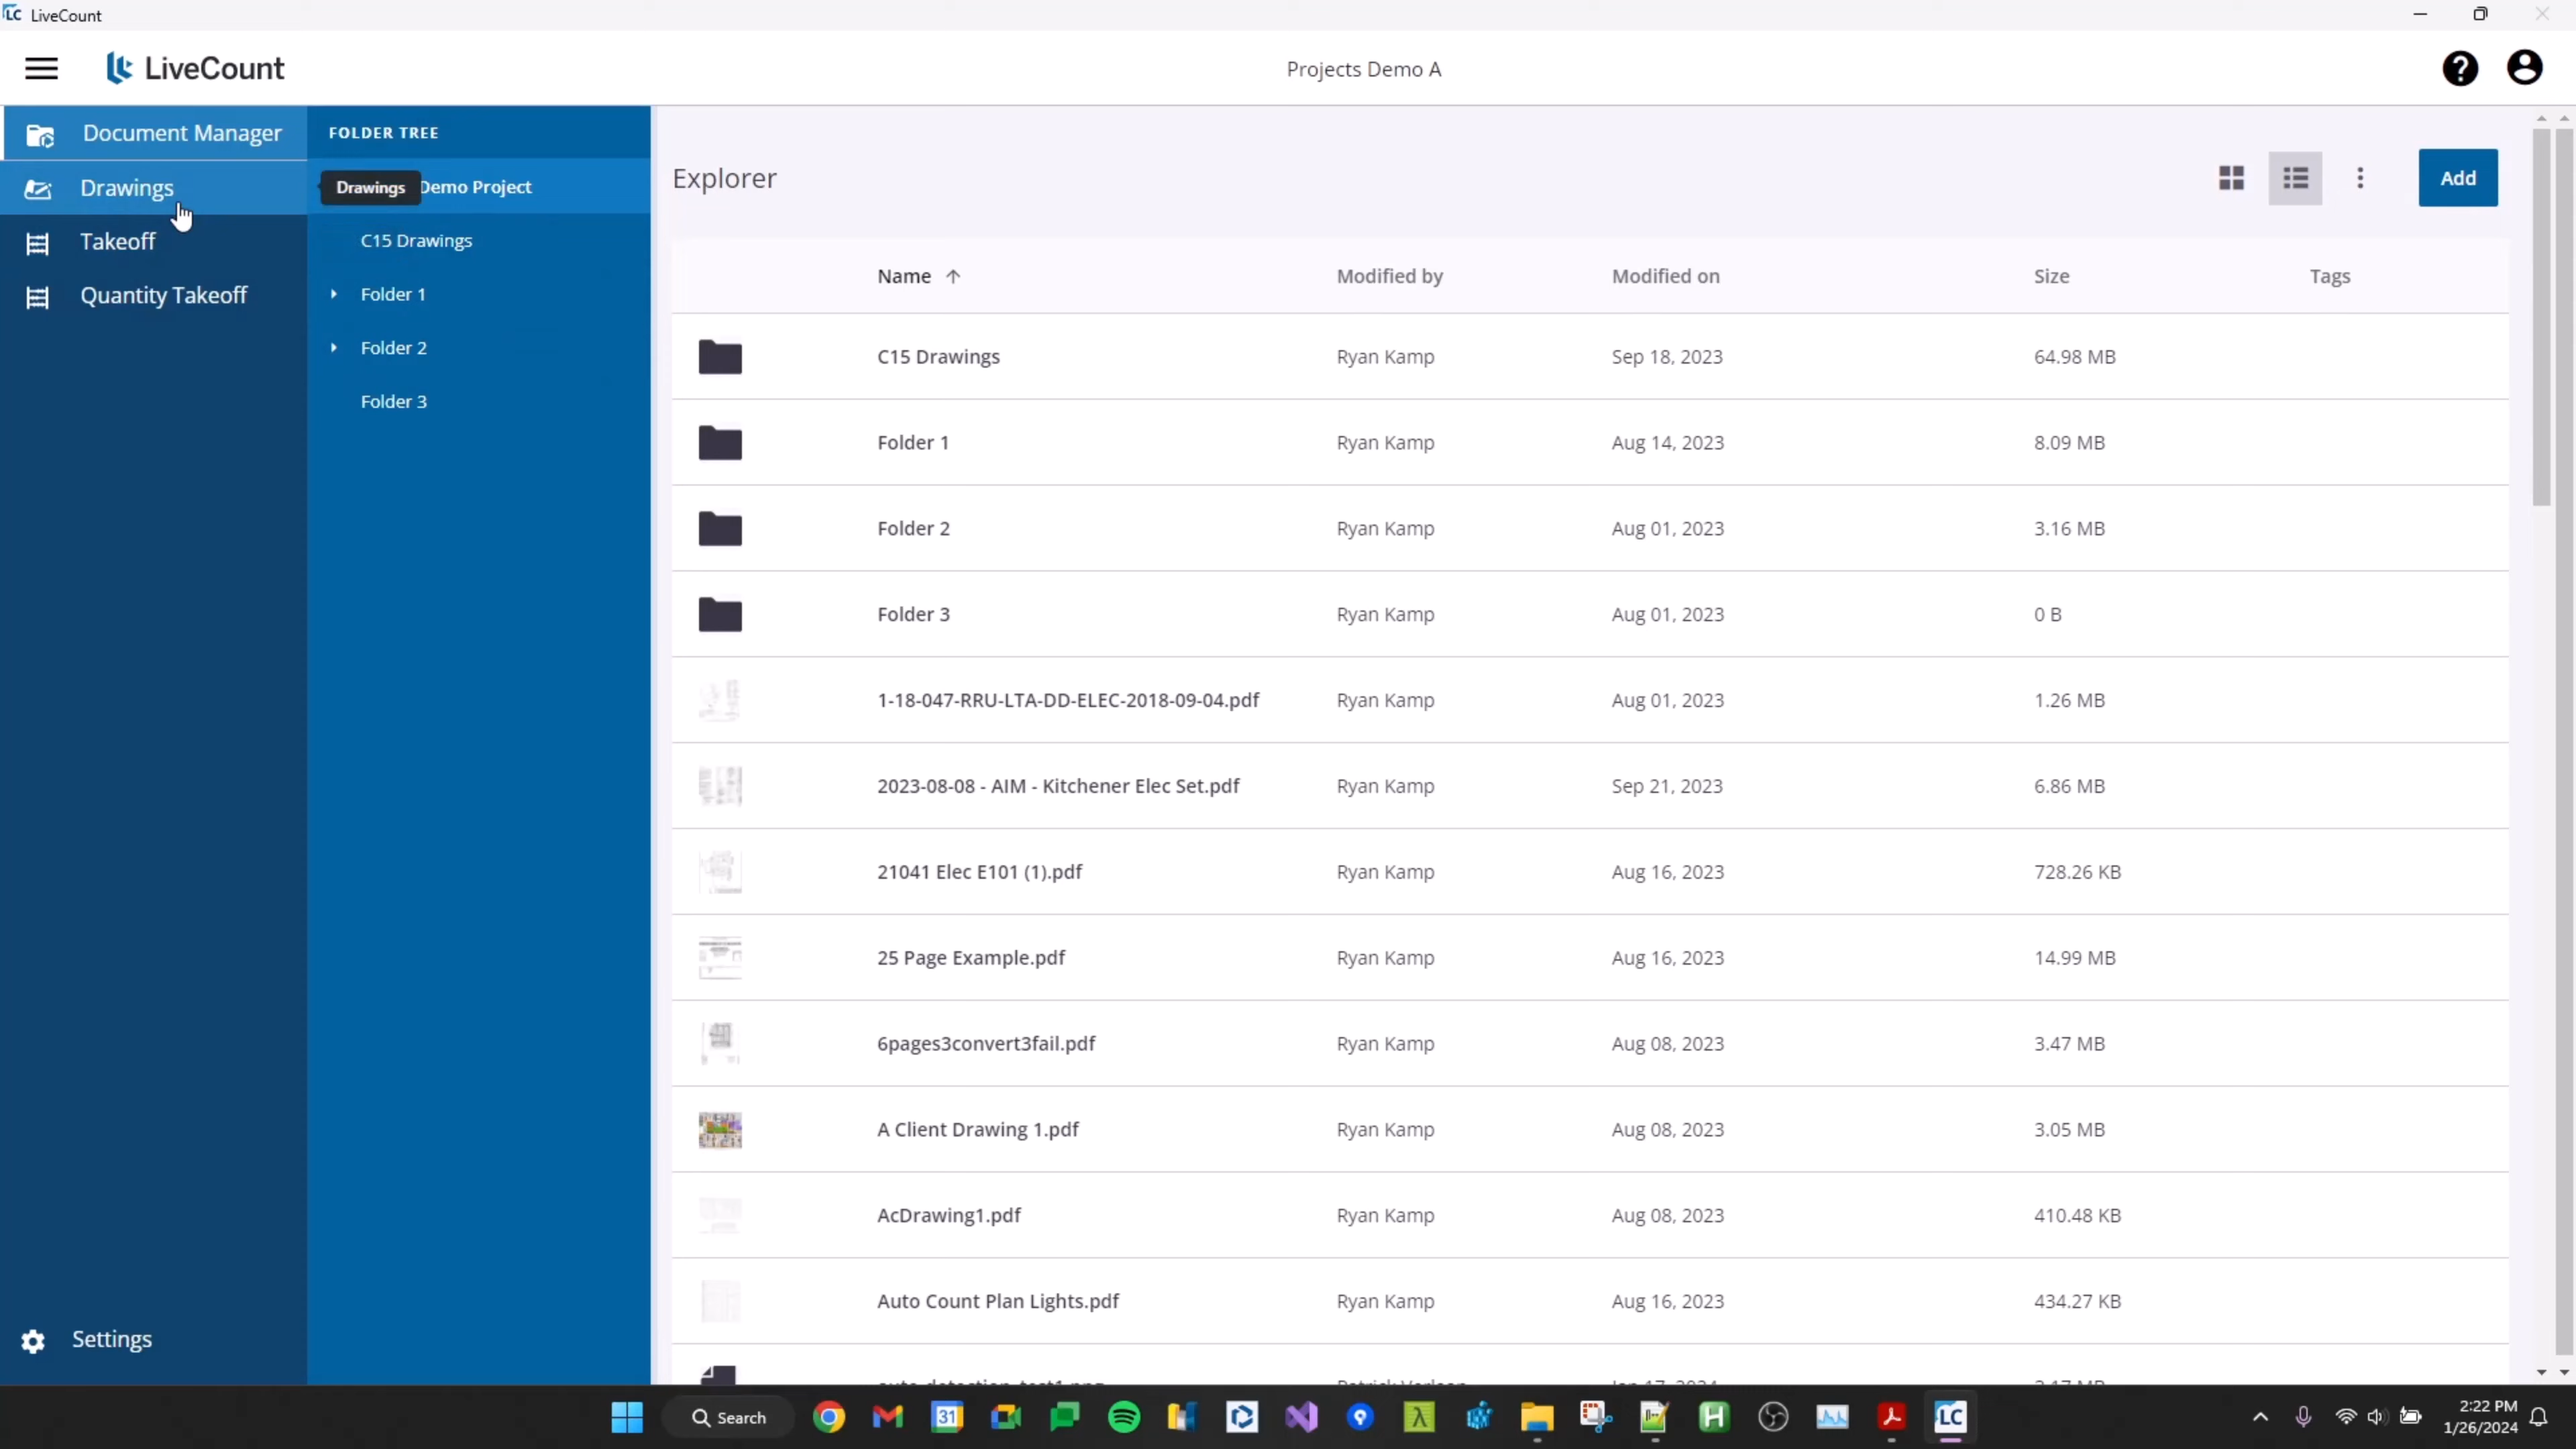 LC LiveCount
LiveCount
Projects Demo A
Document Manager
Drawings
Takeoff
Quantity Takeoff
Settings
FOLDER TREE
Drawings Demo Project
C15 Drawings
Folder 1
Folder 2
Folder 3
Explorer
Add
Name Modified by Modified on Size Tags
C15 Drawings Ryan Kamp Sep 18, 2023 64.98 MB
Folder 1 Ryan Kamp Aug 14, 2023 8.09 MB
Folder 2 Ryan Kamp Aug 01, 2023 3.16 MB
Folder 3 Ryan Kamp Aug 01, 2023 0 B
1-18-047-RRU-LTA-DD-ELEC-2018-09-04.pdf Ryan Kamp Aug 01, 2023 1.26 MB
2023-08-08 - AIM - Kitchener Elec Set.pdf Ryan Kamp Sep 21, 2023 6.86 MB
21041 Elec E101 (1).pdf Ryan Kamp Aug 16, 2023 728.26 KB
25 Page Example.pdf Ryan Kamp Aug 16, 2023 14.99 MB
6pages3convert3fail.pdf Ryan Kamp Aug 08, 2023 3.47 MB
A Client Drawing 1.pdf Ryan Kamp Aug 08, 2023 3.05 MB
AcDrawing1.pdf Ryan Kamp Aug 08, 2023 410.48 KB
Auto Count Plan Lights.pdf Ryan Kamp Aug 16, 2023 434.27 KB
Search
31
LC
2:22 PM
1/26/2024